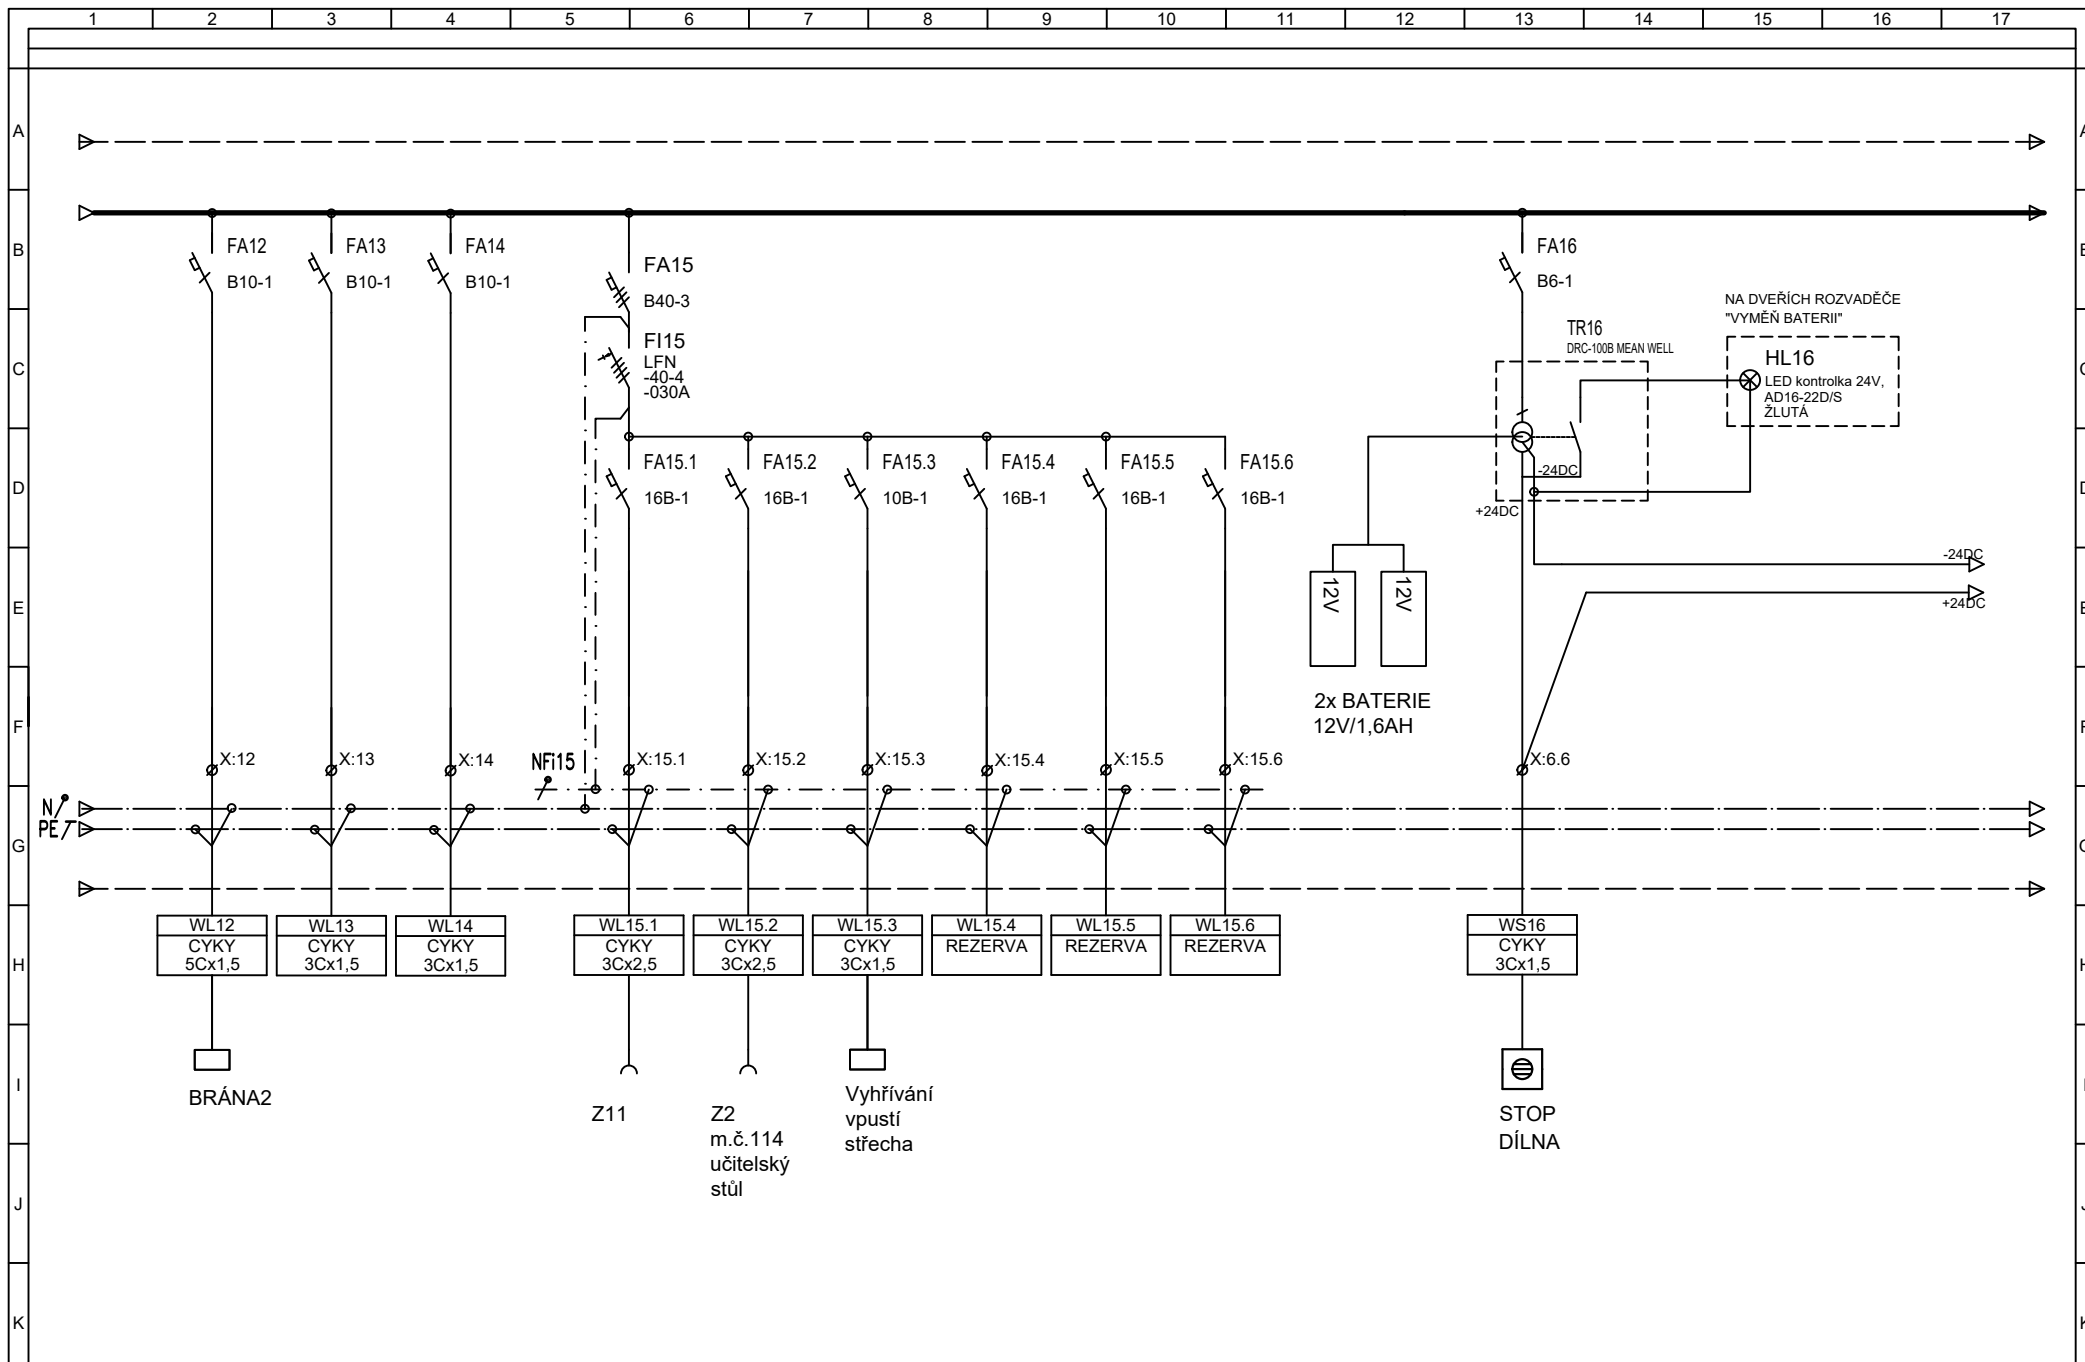 1 2 3 4 5 6 7 8 9 10 11 12 13 14 15 16 17
A
B
FA12
B10-1
FA13
B10-1
FA14
B10-1
FA15
B40-3
FA16
B6-1
NA DVEŘÍCH ROZVADĚČE
"VYMĚŇ BATERII"
C
FI15
LFN
-40-4
-030A
TR16
DRC-100B MEAN WELL
HL16
LED kontrolka 24V,
AD16-22D/S
ŽLUTÁ
D
FA15.1
16B-1
FA15.2
16B-1
FA15.3
10B-1
FA15.4
16B-1
FA15.5
16B-1
FA15.6
16B-1
-24DC
+24DC
-24DC
+24DC
E
12V
12V
2x BATERIE
12V/1,6AH
F
X:12
X:13
X:14
NFi15
X:15.1
X:15.2
X:15.3
X:15.4
X:15.5
X:15.6
X:6.6
N
PE
G
H
WL12
CYKY
5Cx1,5
WL13
CYKY
3Cx1,5
WL14
CYKY
3Cx1,5
WL15.1
CYKY
3Cx2,5
WL15.2
CYKY
3Cx2,5
WL15.3
CYKY
3Cx1,5
WL15.4
REZERVA
WL15.5
REZERVA
WL15.6
REZERVA
WS16
CYKY
3Cx1,5
I
BRÁNA2
Z11
Z2
m.č.114
učitelský
stůl
Vyhřívání
vpustí
střecha
STOP
DÍLNA
J
K